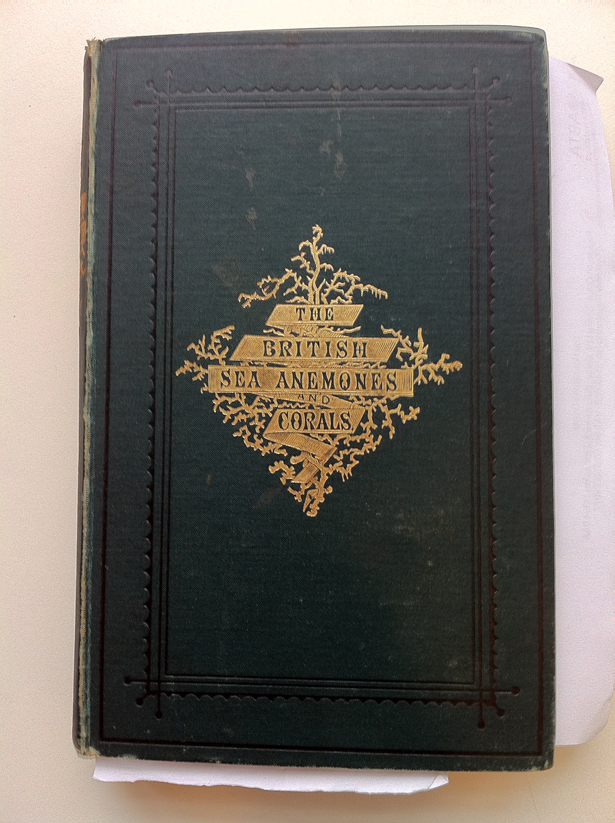 THE
BRITISH
SEA ANEMONES
AND
CORALS